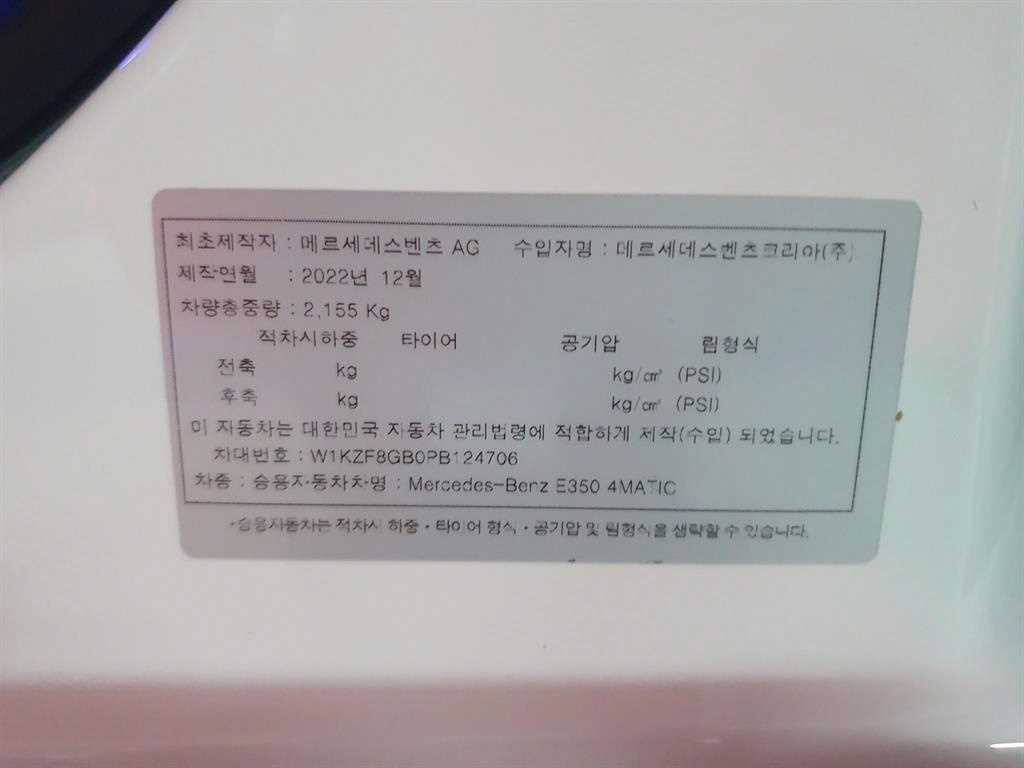 최초제작자 : 메르세데스벤츠 AG 수입자명 : 메르세데스벤츠코리아(주)
제작연월 : 2022년 12월
차량총중량 : 2,155 Kg
적차시하중 타이어 공기압 림형식
전축 kg kg/㎠ (PSI)
후축 kg kg/㎠ (PSI)
이 자동차는 대한민국 자동차 관리법령에 적합하게 제작(수입) 되었습니다.
차대번호 : W1KZF8GB0PB124706
차종 : 승용자동차차명 : Mercedes-Benz E350 4MATIC
*승용자동차는 적차시 하중·타이어 형식·공기압 및 림형식을 생략할 수 있습니다.